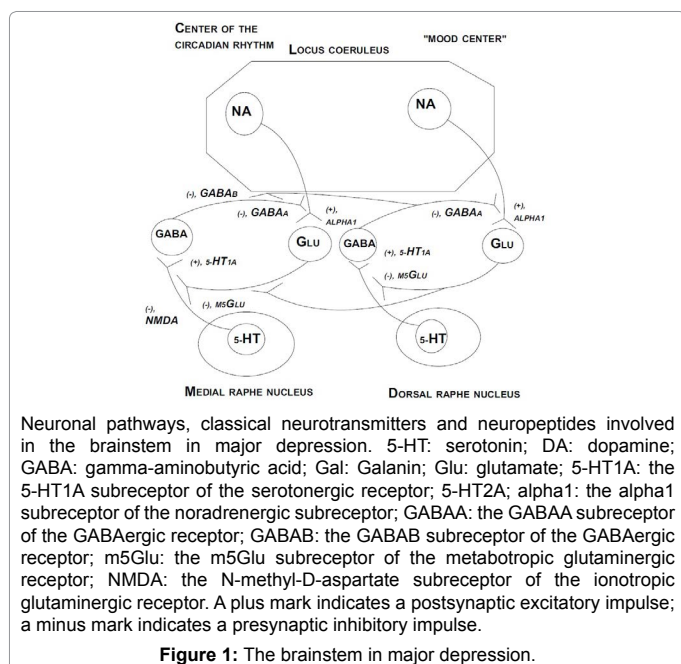 CENTER OF THE
CIRCADIAN RHYTHM
LOCUS COERULEUS
"MOOD CENTER"
NA
NA
(-), GABAB
(-), GABAA
(+),
ALPHA1
(-), GABAA
(+),
ALPHA1
GABA
GLU
GABA
GLU
(+), 5-HT1A
(+), 5-HT1A
(-), M5GLU
(-), M5GLU
(-),
NMDA
5-HT
5-HT
MEDIAL RAPHE NUCLEUS
DORSAL RAPHE NUCLEUS
Neuronal pathways, classical neurotransmitters and neuropeptides involved
in the brainstem in major depression. 5-HT: serotonin; DA: dopamine;
GABA: gamma-aminobutyric acid; Gal: Galanin; Glu: glutamate; 5-HT1A: the
5-HT1A subreceptor of the serotonergic receptor; 5-HT2A; alpha1: the alpha1
subreceptor of the noradrenergic subreceptor; GABAA: the GABAA subreceptor
of the GABAergic receptor; GABAB: the GABAB subreceptor of the GABAergic
receptor; m5Glu: the m5Glu subreceptor of the metabotropic glutaminergic
receptor; NMDA: the N-methyl-D-aspartate subreceptor of the ionotropic
glutaminergic receptor. A plus mark indicates a postsynaptic excitatory impulse;
a minus mark indicates a presynaptic inhibitory impulse.
Figure 1: The brainstem in major depression.